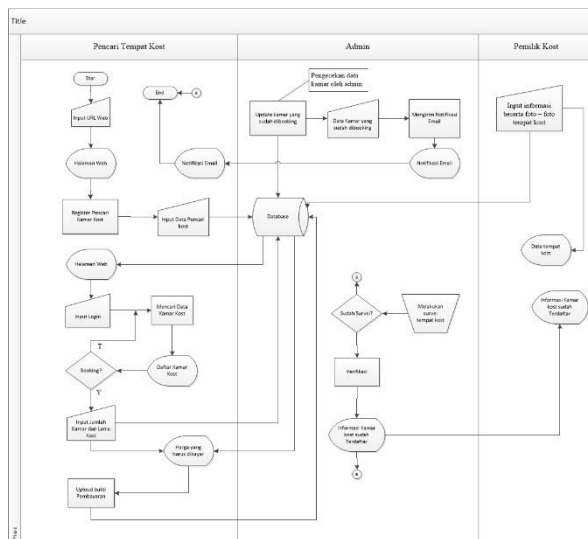 Title
Pencari Tempat Kost
Admin
Pemilik Kost
Star
Input URL Web
Halaman Web
Register Pencari
Kamar Kost
Input Data Pencari
Kost
Halaman Web
Input Login
Mencari Data
Kamar Kost
T
Booking?
Daftar Kamar
Kost
Y
Input Jumlah
Kamar dan Lama
Kost
Harga yang
harus dibayar
Upload bukti
Pembayaran
End
a
Notifikasi Email
Pengecekan data
kamar oleh admin
Update kamar yang
sudah dibooking
Data Kamar yang
sudah dibooking
Mengirim Notifikasi
Email
Notifikasi Email
Database
Sudah Survei?
Melakukan
survei
tempat kost
Verifikasi
Informasi Kamar
kost sudah
Terdaftar
a
Input informasi
beserta foto – foto
tempat kost
Data tempat
kost
Informasi Kamar
kost sudah
Terdaftar